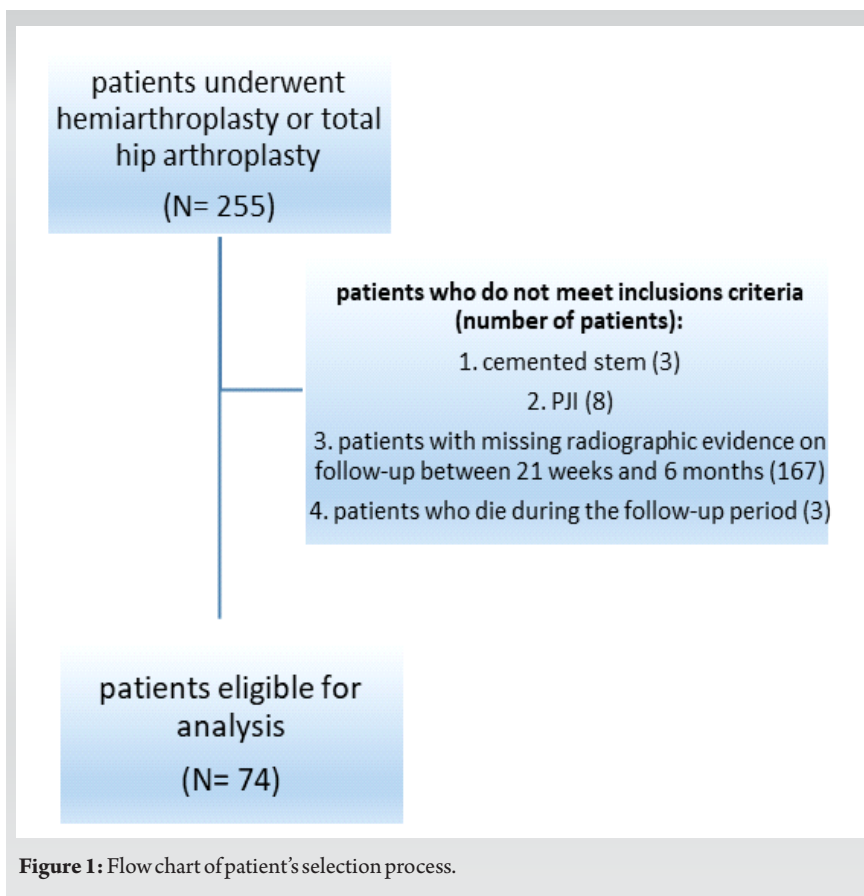 patients underwent
hemiarthroplasty or total
hip arthroplasty
(N= 255)
patients who do not meet inclusions criteria
(number of patients):
1. cemented stem (3)
2. PJI (8)
3. patients with missing radiographic evidence on
follow-up between 21 weeks and 6 months (167)
4. patients who die during the follow-up period (3)
patients eligible for
analysis
(N= 74)
Figure 1: Flow chart of patient's selection process.